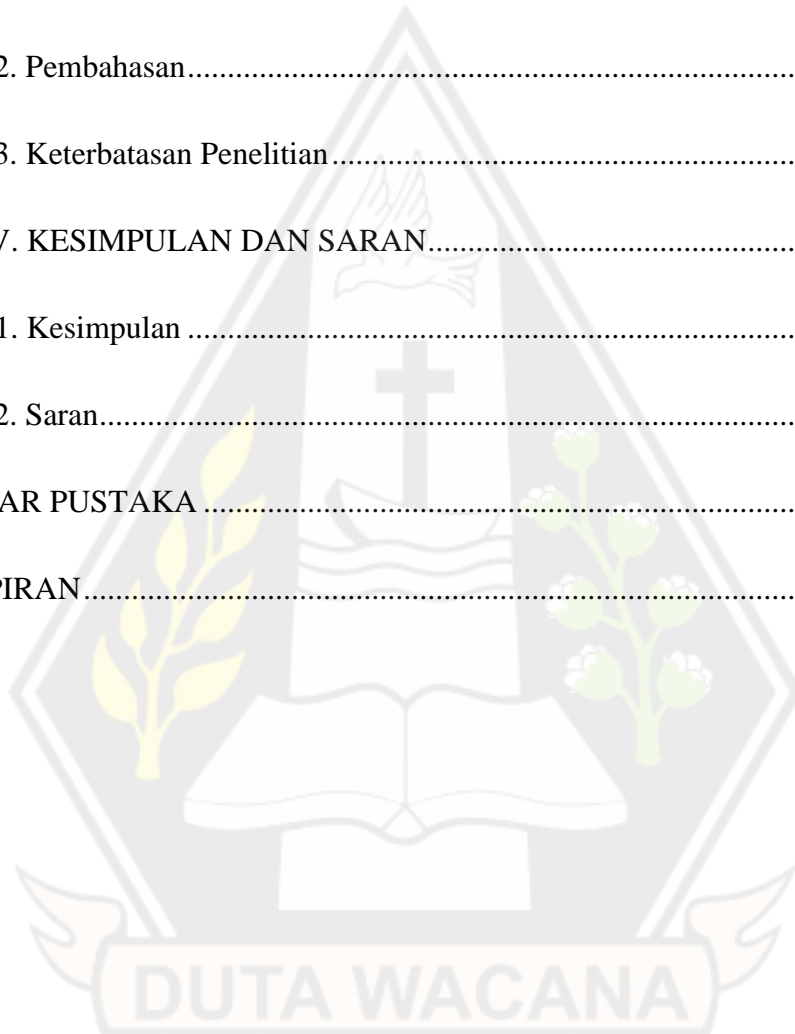 2. Pembahasan....................................................................................
3. Keterbatasan Penelitian..................................................................
V. KESIMPULAN DAN SARAN......................................................
1. Kesimpulan ....................................................................................
2. Saran...............................................................................................
AR PUSTAKA ..................................................................................
PIRAN.................................................................................................
DUTA WACANA